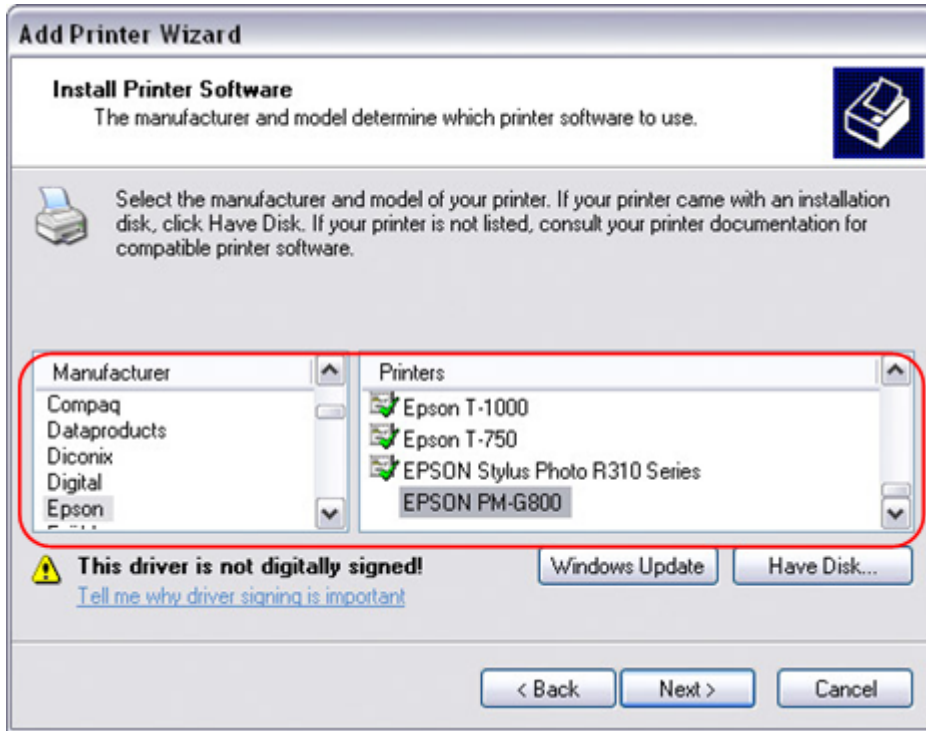 Add Printer Wizard
Install Printer Software
The manufacturer and model determine which printer software to use.
Select the manufacturer and model of your printer. If your printer came with an installation
disk, click Have Disk. If your printer is not listed, consult your printer documentation for
compatible printer software.
Manufacturer
Compaq
Dataproducts
Diconix
Digital
Epson
Printers
Epson T-1000
Epson T-750
EPSON Stylus Photo R310 Series
EPSON PM-G800
This driver is not digitally signed!
Tell me why driver signing is important
Windows Update
Have Disk...
< Back
Next >
Cancel